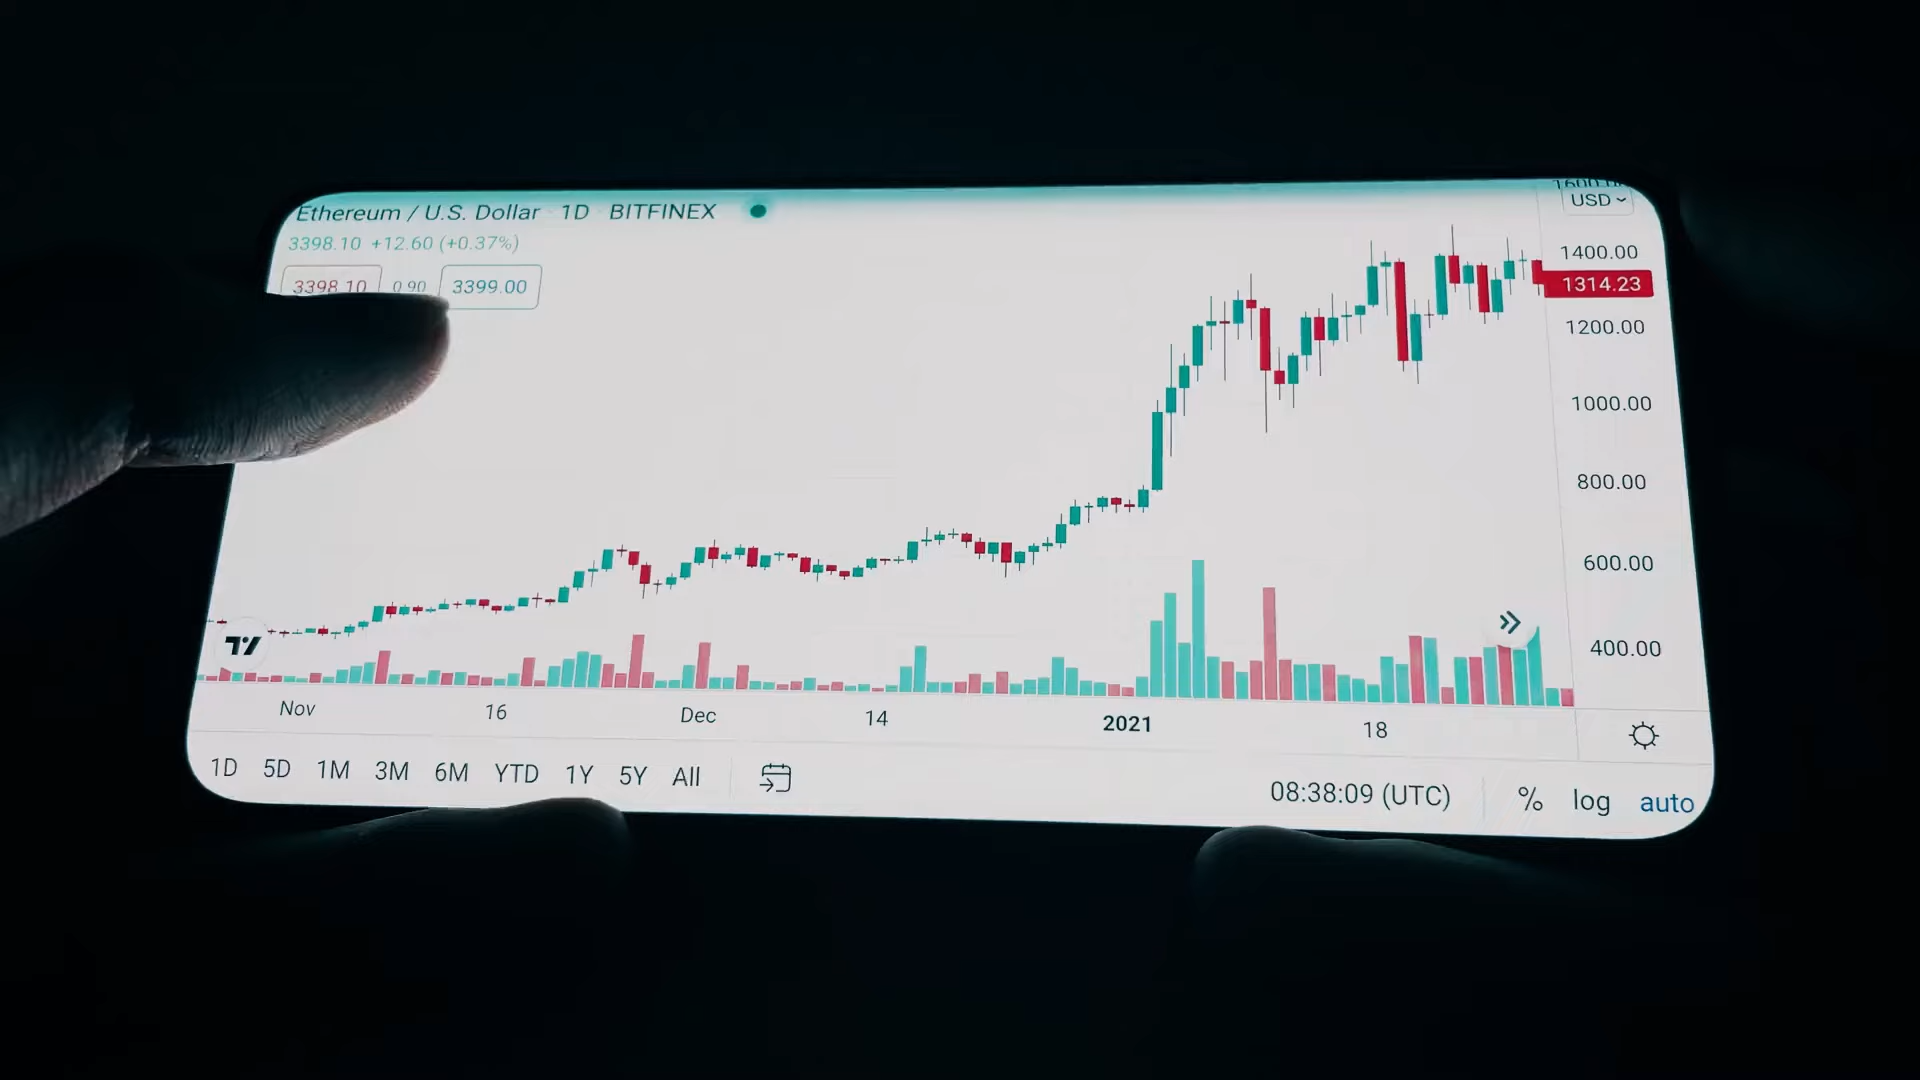 Ethereum / U.S. Dollar · 1D · BITFINEX
3398.10 +12.60 (+0.37%)
3398.10 0.90 3399.00
USD
1400.00
1314.23
1200.00
1000.00
800.00
600.00
400.00
Nov 16 Dec 14 2021 18
1D 5D 1M 3M 6M YTD 1Y 5Y All
08:38:09 (UTC) % log auto